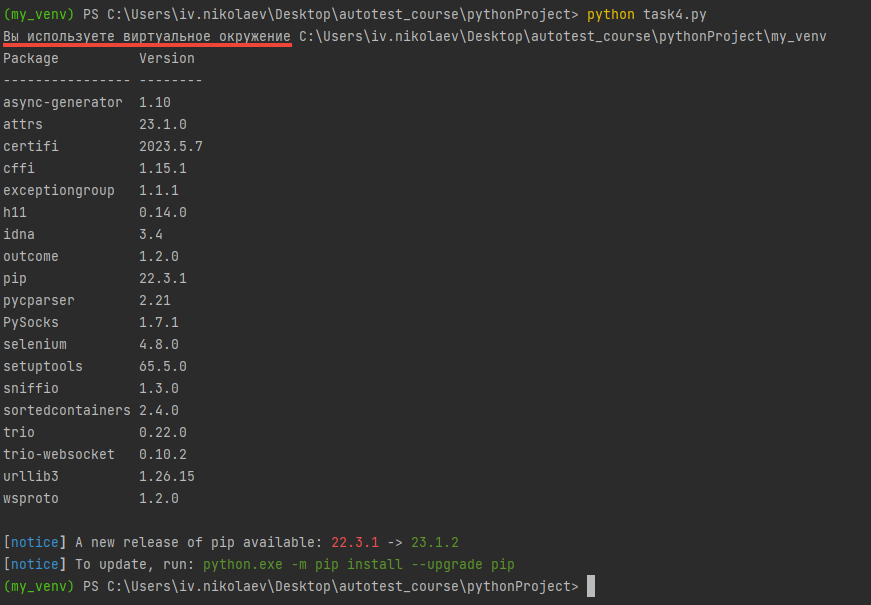 (my_venv) PS C:\Users\iv.nikolaev\Desktop\autotest_course\pythonProject> python task4.py
Вы используете виртуальное окружение C:\Users\iv.nikolaev\Desktop\autotest_course\pythonProject\my_venv
Package          Version
---------------- --------
async-generator  1.10
attrs            23.1.0
certifi          2023.5.7
cffi             1.15.1
exceptiongroup   1.1.1
h11              0.14.0
idna             3.4
outcome          1.2.0
pip              22.3.1
pycparser        2.21
PySocks          1.7.1
selenium         4.8.0
setuptools       65.5.0
sniffio          1.3.0
sortedcontainers 2.4.0
trio             0.22.0
trio-websocket   0.10.2
urllib3          1.26.15
wsproto          1.2.0
[notice] A new release of pip available: 22.3.1 -> 23.1.2
[notice] To update, run: python.exe -m pip install --upgrade pip
(my_venv) PS C:\Users\iv.nikolaev\Desktop\autotest_course\pythonProject>